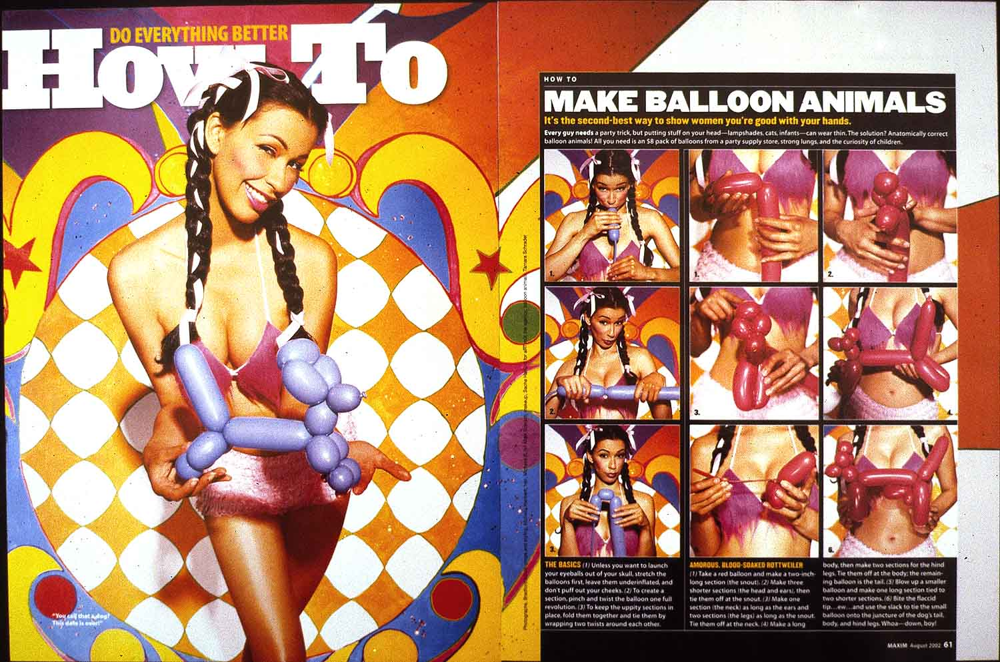 DO EVERYTHING BETTER
How To
"You call that a dog?
This date is over!"
HOW TO
MAKE BALLOON ANIMALS
It's the second-best way to show women you're good with your hands.
Every guy needs a party trick, but putting stuff on your head—lampshades, cats, infants—can wear thin. The solution? Anatomically correct
balloon animals! All you need is an $8 pack of balloons from a party supply store, strong lungs, and the curiosity of children.
1.
2.
3.
1.
2.
3.
4.
6.
THE BASICS (1) Unless you want to launch
your eyeballs out of your skull, stretch the
balloons first, leave them underinflated, and
don't puff out your cheeks. (2) To create a
section, pinch and twist the balloon one full
revolution. (3) To keep the uppity sections in
place, fold them together and tie them by
wrapping two twists around each other.
AMOROUS, BLOOD-SOAKED ROTTWEILER
(1) Take a red balloon and make a two-inch-
long section (the snout). (2) Make three
shorter sections (the head and ears), then
tie them off at the snout. (3) Make one
section (the neck) as long as the ears and
two sections (the legs) as long as the snout.
Tie them off at the neck. (4) Make a long
body, then make two sections for the hind
legs. Tie them off at the body; the remain-
ing balloon is the tail. (5) Blow up a smaller
balloon and make one long section tied to
two shorter sections. (6) Bite the flaccid
tip...ew...and use the slack to tie the small
balloon onto the juncture of the dog's tail,
body, and hind legs. Whoa—down, boy!
MAXIM August 2002 61